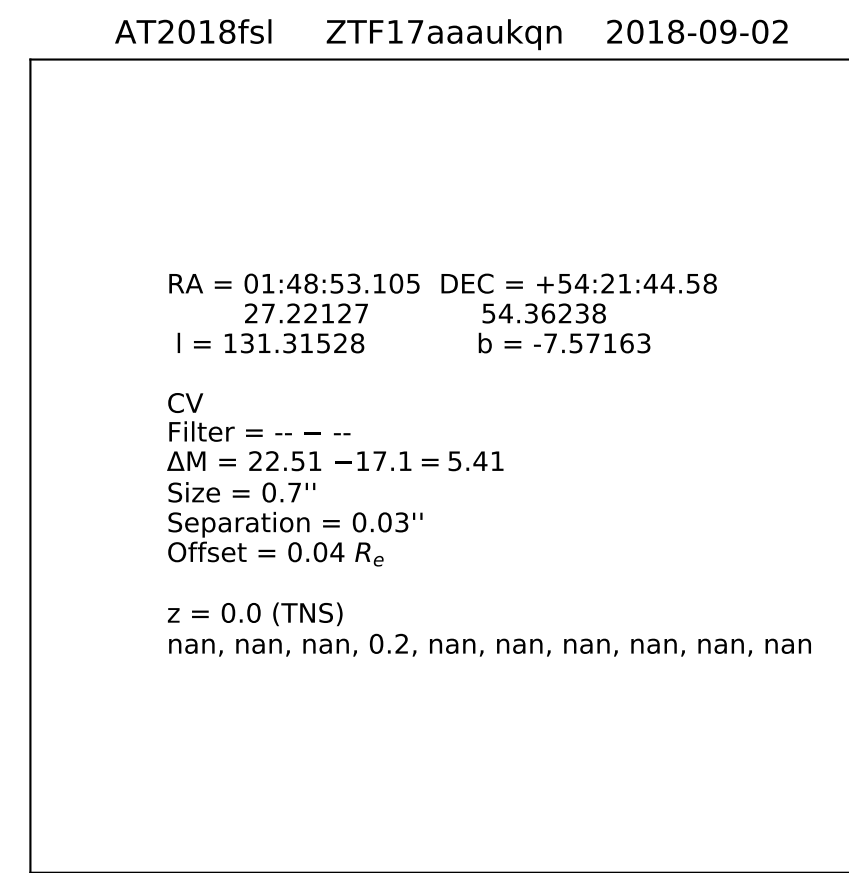 AT2018fsl ZTF17aaaukqn 2018-09-02
RA = 01:48:53.105 DEC = +54:21:44.58
27.22127 54.36238
l = 131.31528 b = -7.57163
CV
Filter = -- − --
ΔM = 22.51 −17.1 = 5.41
Size = 0.7''
Separation = 0.03''
Offset = 0.04 Rₑ
z = 0.0 (TNS)
nan, nan, nan, 0.2, nan, nan, nan, nan, nan, nan